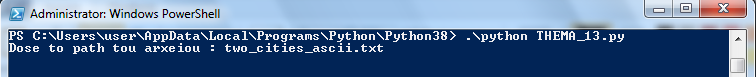 Administrator: Windows PowerShell
PS C:\Users\user\AppData\Local\Programs\Python\Python38> .\python THEMA_13.py
Dose to path tou arxeiou : two_cities_ascii.txt